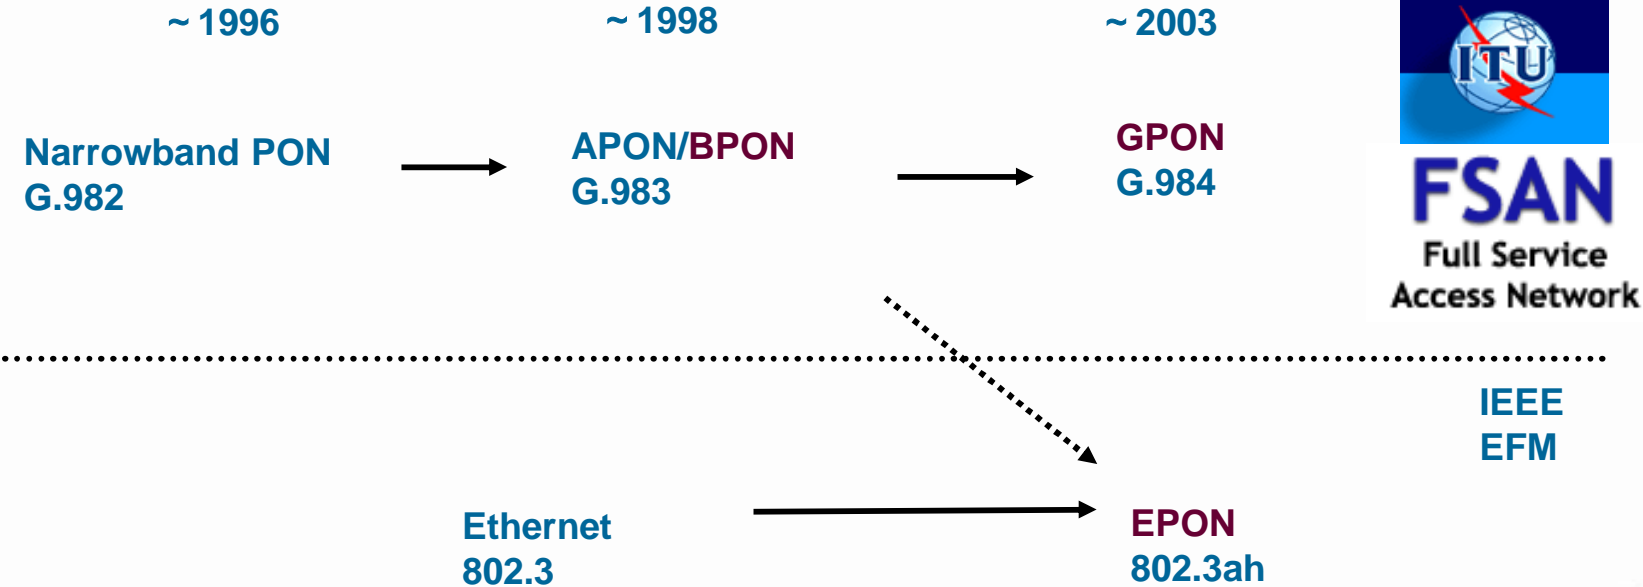 ~ 1996
~ 1998
~ 2003
ITU
Narrowband PON
G.982
APON/BPON
G.983
GPON
G.984
FSAN
Full Service
Access Network
IEEE
EFM
Ethernet
802.3
EPON
802.3ah